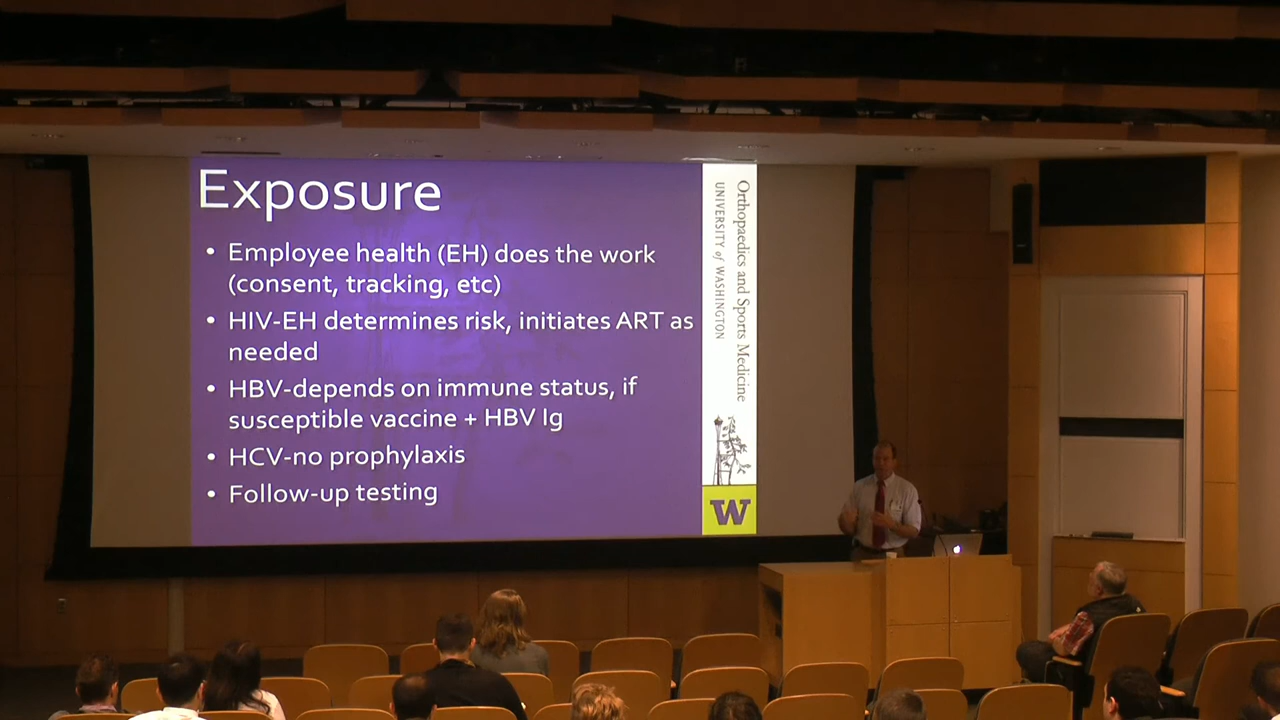 Exposure
• Employee health (EH) does the work
(consent, tracking, etc)
• HIV-EH determines risk, initiates ART as
needed
• HBV-depends on immune status, if
susceptible vaccine + HBV Ig
• HCV-no prophylaxis
• Follow-up testing
Orthopaedics and Sports Medicine
UNIVERSITY of WASHINGTON
W